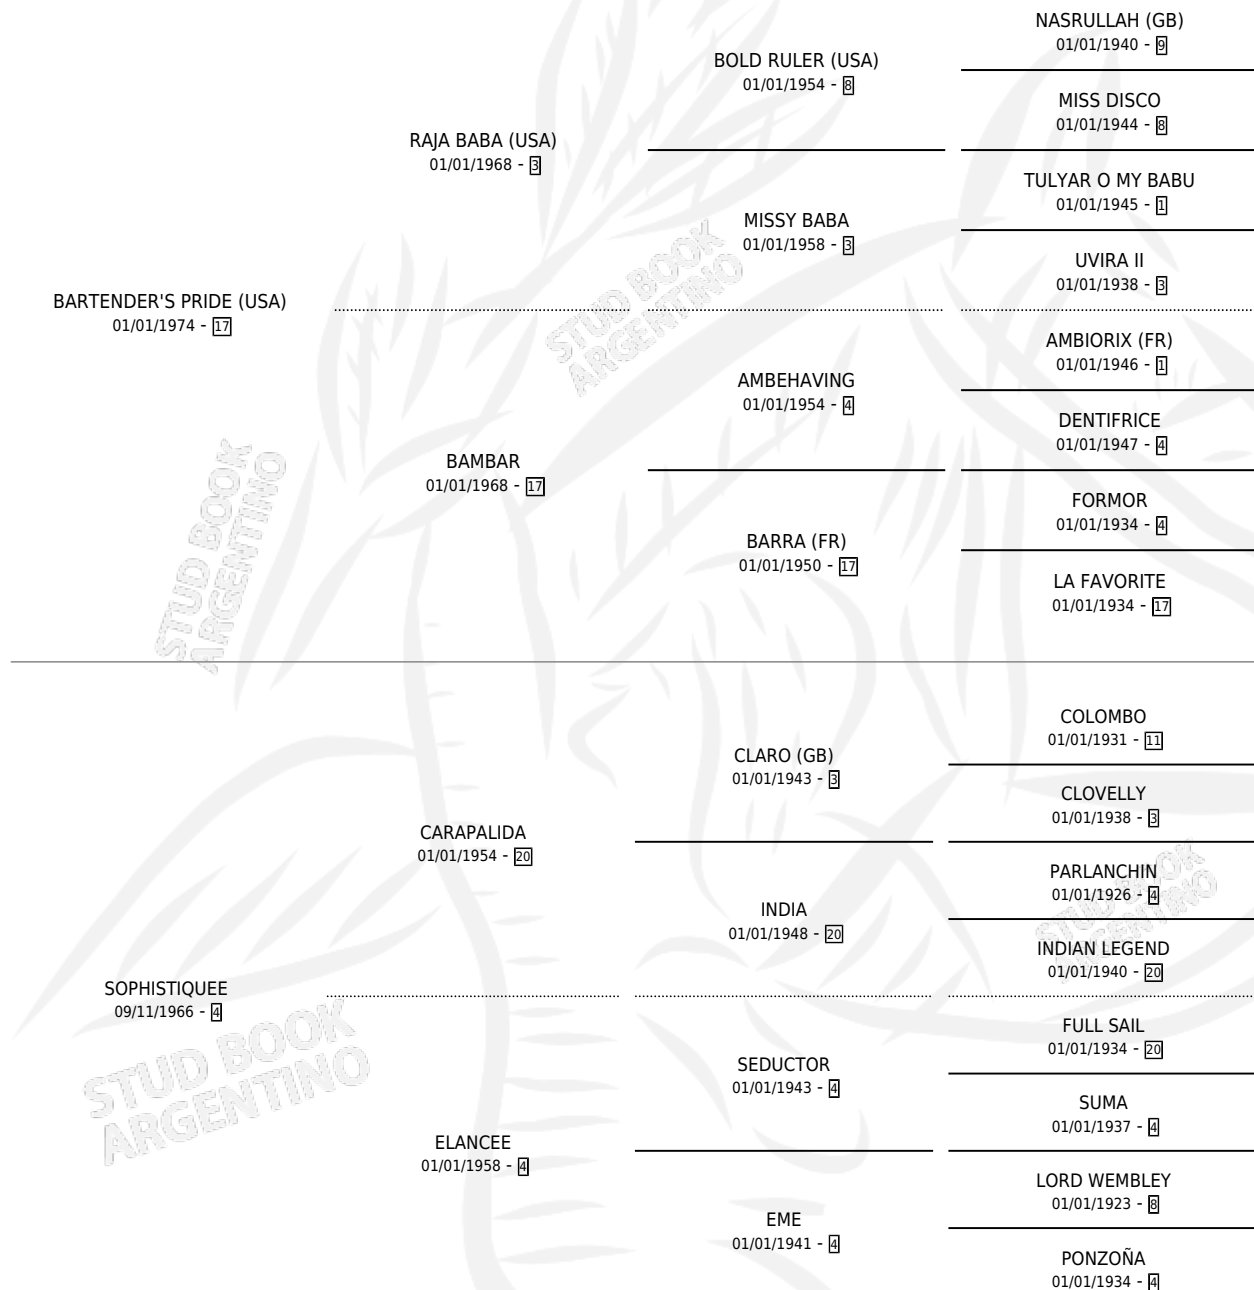 NASRULLAH (GB)
01/01/1940 - 9
BOLD RULER (USA)
01/01/1954 - 8
MISS DISCO
01/01/1944 - 8
RAJA BABA (USA)
01/01/1968 - 3
TULYAR O MY BABU
01/01/1945 - 1
MISSY BABA
01/01/1958 - 3
UVIRA II
01/01/1938 - 3
BARTENDER'S PRIDE (USA)
01/01/1974 - 17
AMBIORIX (FR)
01/01/1946 - 1
AMBEHAVING
01/01/1954 - 4
DENTIFRICE
01/01/1947 - 4
BAMBAR
01/01/1968 - 17
FORMOR
01/01/1934 - 4
BARRA (FR)
01/01/1950 - 17
LA FAVORITE
01/01/1934 - 17
COLOMBO
01/01/1931 - 11
CLARO (GB)
01/01/1943 - 3
CLOVELLY
01/01/1938 - 3
CARAPALIDA
01/01/1954 - 20
PARLANCHIN
01/01/1926 - 4
INDIA
01/01/1948 - 20
INDIAN LEGEND
01/01/1940 - 20
SOPHISTIQUEE
09/11/1966 - 4
FULL SAIL
01/01/1934 - 20
SEDUCTOR
01/01/1943 - 4
SUMA
01/01/1937 - 4
ELANCEE
01/01/1958 - 4
LORD WEMBLEY
01/01/1923 - 8
EME
01/01/1941 - 4
PONZOÑA
01/01/1934 - 4
STUD BOOK
ARGENTINO
STUD BOOK
ARGENTINO
STUD BOOK
ARGENTINO
STUD BOOK
ARGENTINO